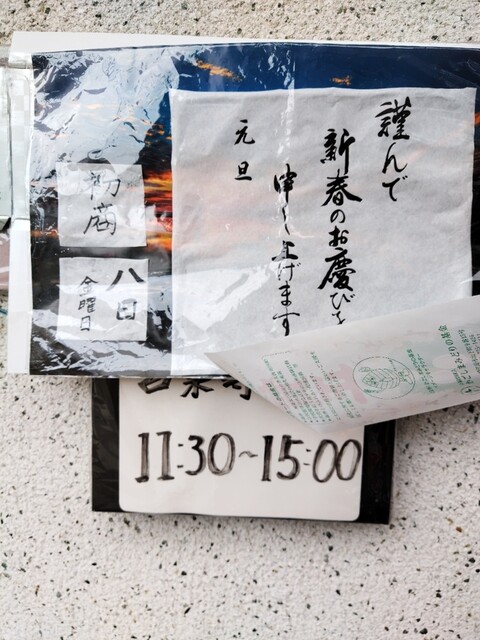 謹んで
新春のお慶びを
申し上げます
元旦
初商
八日
金曜日
11:30~15:00